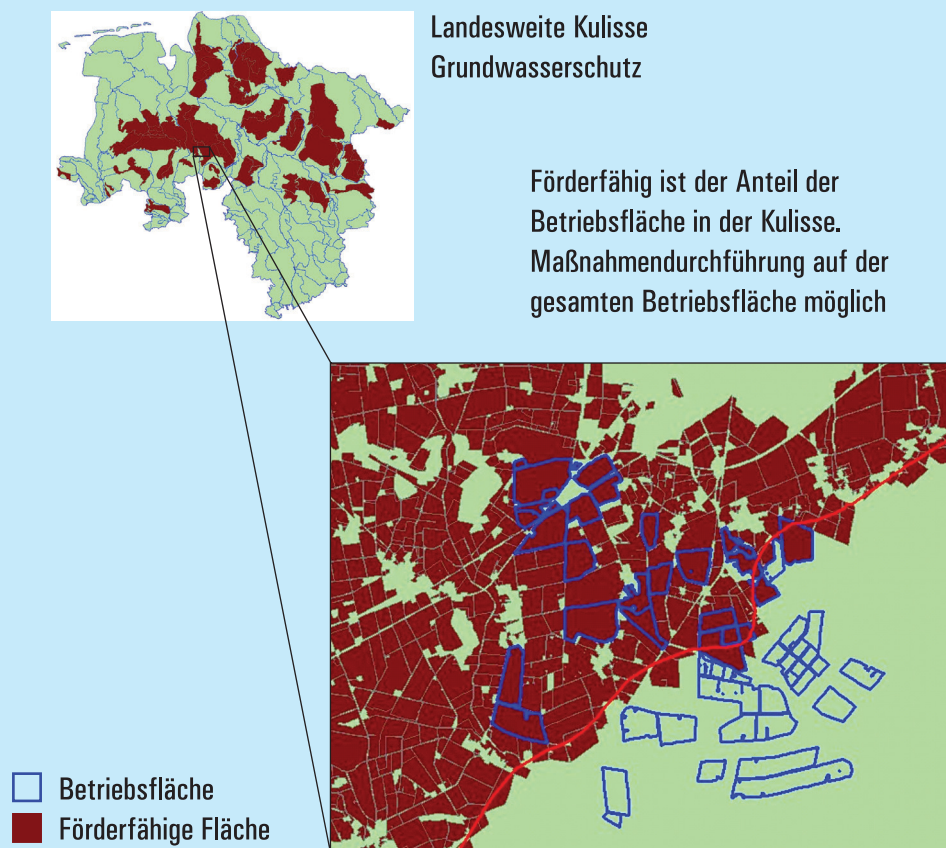 Landesweite Kulisse
Grundwasserschutz
Förderfähig ist der Anteil der
Betriebsfläche in der Kulisse.
Maßnahmendurchführung auf der
gesamten Betriebsfläche möglich
Betriebsfläche
Förderfähige Fläche